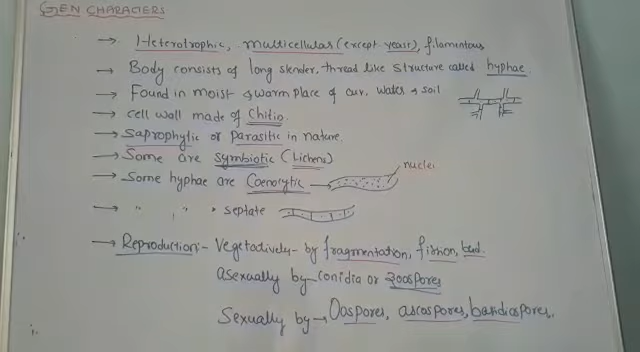 GEN CHARACTERS
→ Heterotrophic, multicellular (except yeast), filamentous
→ Body consists of long slender, thread like structure called hyphae
→ Found in moist & warm place of air, water & soil
→ cell wall made of Chitin
→ Saprophytic or Parasitic in nature.
→ Some are symbiotic (Lichens)
→ Some hyphae are Coenocytic
nuclei
→ " , " septate
→ Reproduction:- Vegetatively - by fragmentation, fission, bud.
asexually by - conidia or zoospores
Sexually by → Oospores, ascospores, basidiospores.